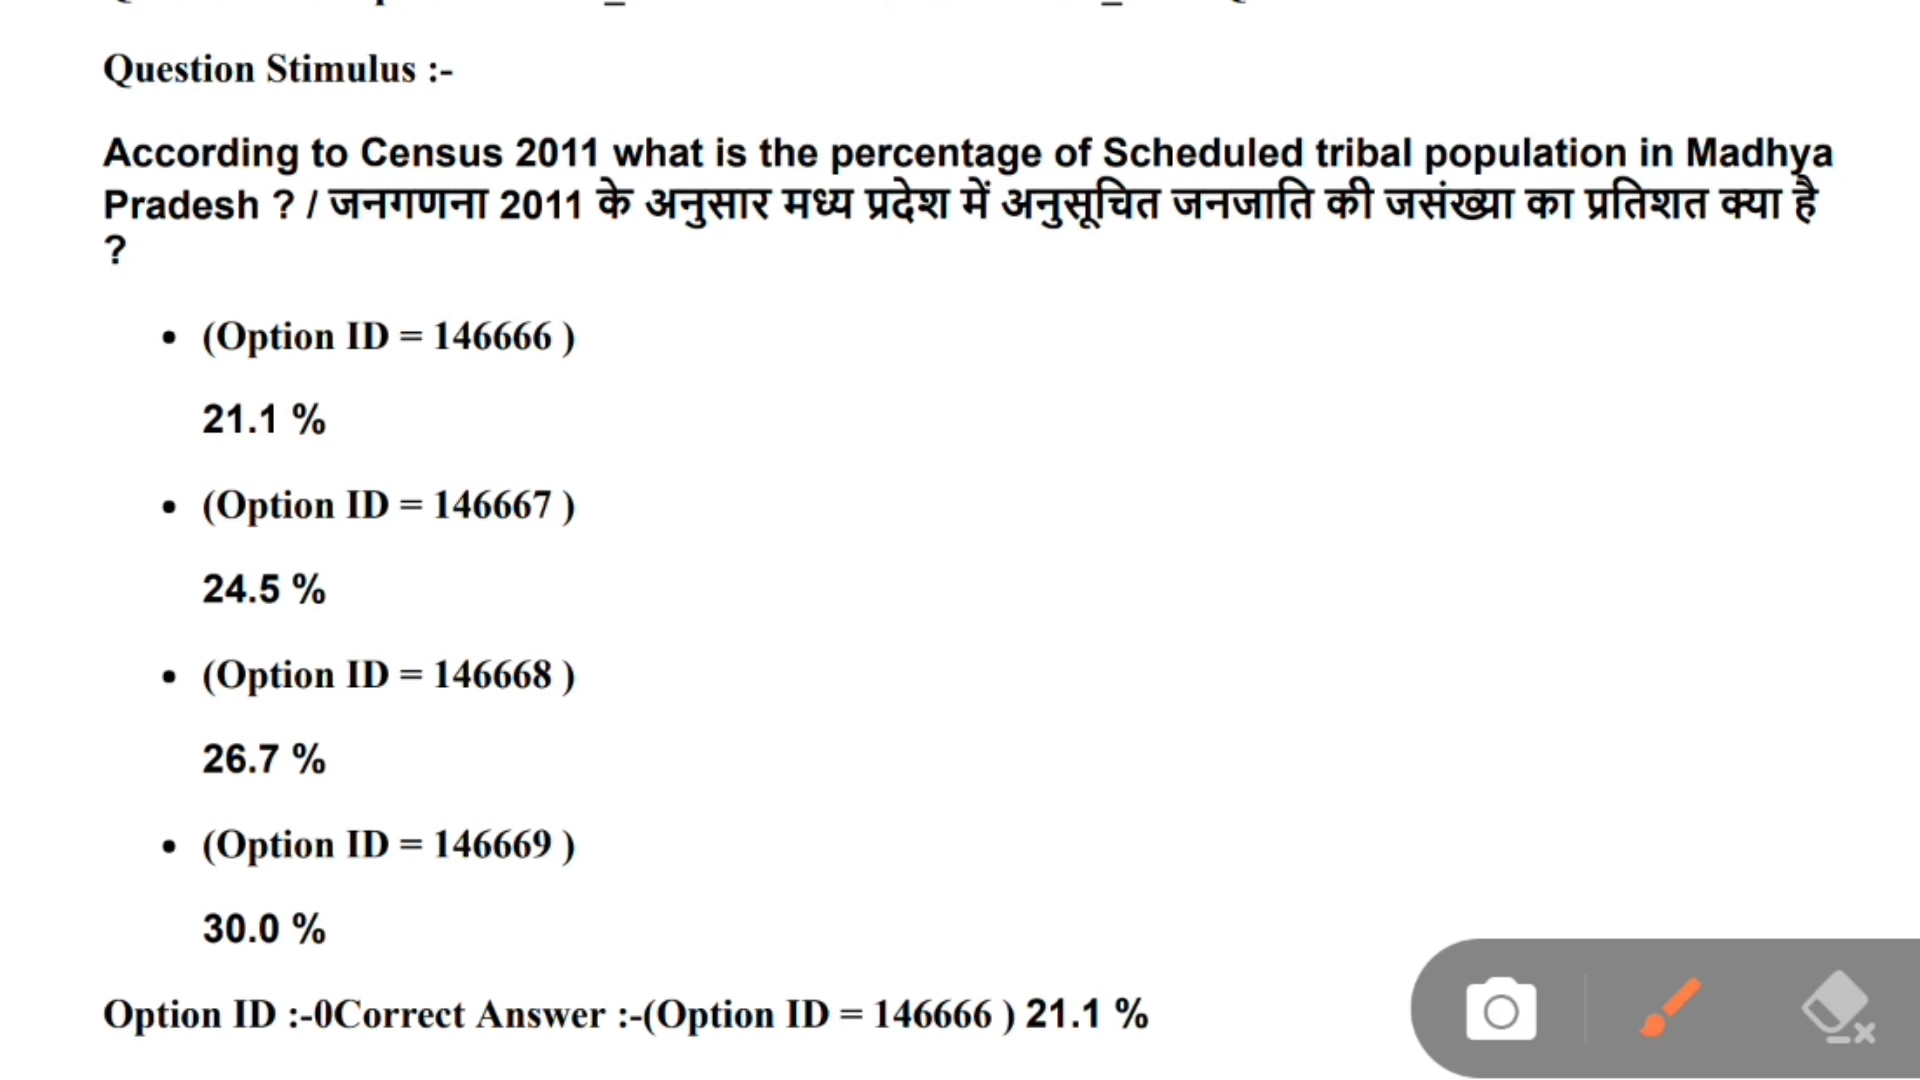 Question Stimulus :-
According to Census 2011 what is the percentage of Scheduled tribal population in Madhya
Pradesh ? / जनगणना 2011 के अनुसार मध्य प्रदेश में अनुसूचित जनजाति की जसंख्या का प्रतिशत क्या है
?
• (Option ID = 146666 )
21.1 %
• (Option ID = 146667 )
24.5 %
• (Option ID = 146668 )
26.7 %
• (Option ID = 146669 )
30.0 %
Option ID :-0Correct Answer :-(Option ID = 146666 ) 21.1 %